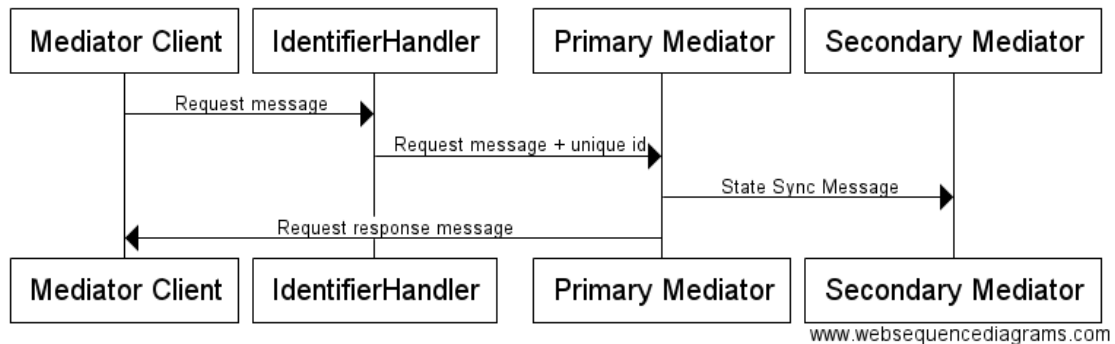 Mediator Client
IdentifierHandler
Primary Mediator
Secondary Mediator
Request message
Request message + unique id
State Sync Message
Request response message
Mediator Client
IdentifierHandler
Primary Mediator
Secondary Mediator
www.websequencediagrams.com